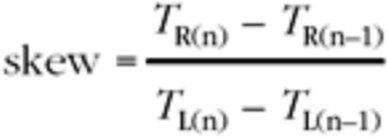 skew = T_R(n) − T_R(n−1) / T_L(n) − T_L(n−1)